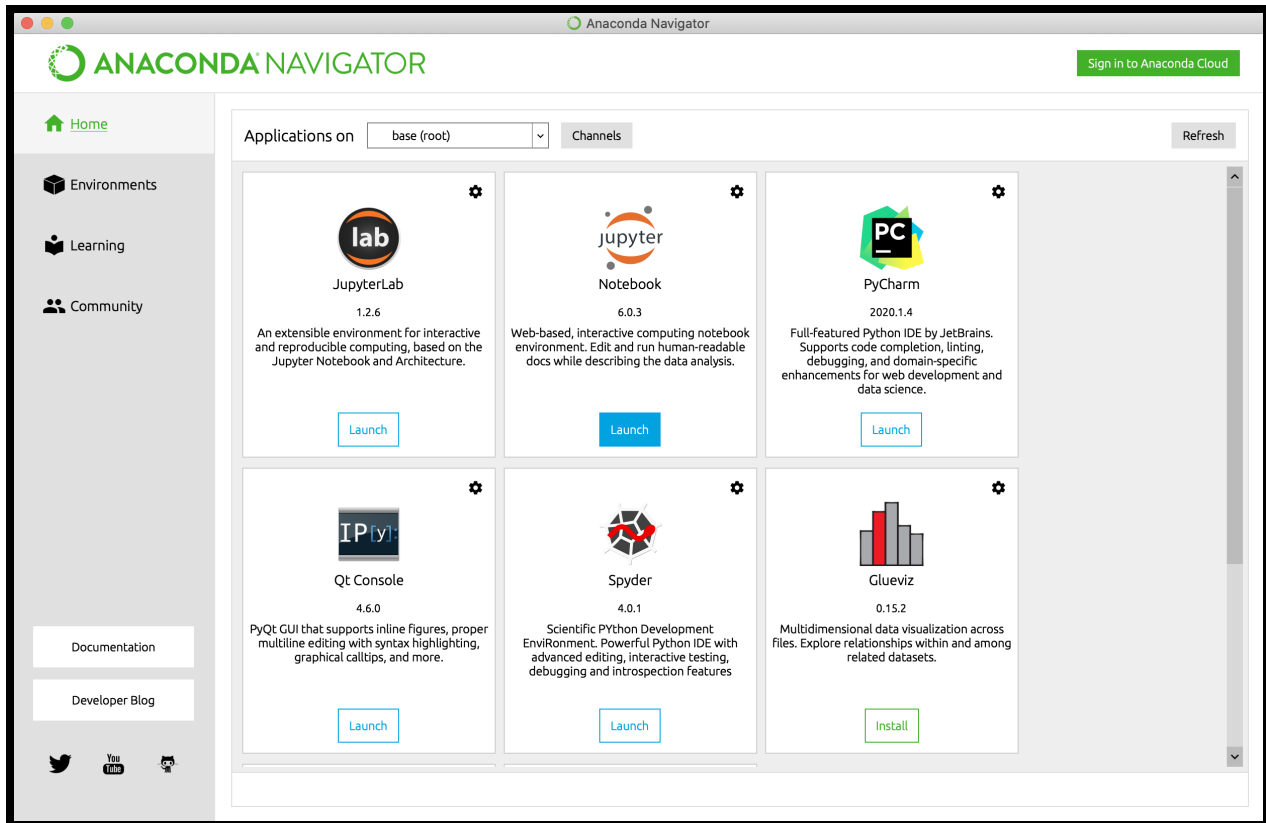 Anaconda Navigator
ANACONDA NAVIGATOR
Sign in to Anaconda Cloud
Home
Environments
Learning
Community
Documentation
Developer Blog
You
Tube
Applications on
base (root)
Channels
Refresh
lab
JupyterLab
1.2.6
An extensible environment for interactive
and reproducible computing, based on the
Jupyter Notebook and Architecture.
Launch
jupyter
Notebook
6.0.3
Web-based, interactive computing notebook
environment. Edit and run human-readable
docs while describing the data analysis.
Launch
PC
PyCharm
2020.1.4
Full-featured Python IDE by JetBrains.
Supports code completion, linting,
debugging, and domain-specific
enhancements for web development and
data science.
Launch
IP[y]:
Qt Console
4.6.0
PyQt GUI that supports inline figures, proper
multiline editing with syntax highlighting,
graphical calltips, and more.
Launch
Spyder
4.0.1
Scientific PYthon Development
EnviRonment. Powerful Python IDE with
advanced editing, interactive testing,
debugging and introspection features
Launch
Glueviz
0.15.2
Multidimensional data visualization across
files. Explore relationships within and among
related datasets.
Install